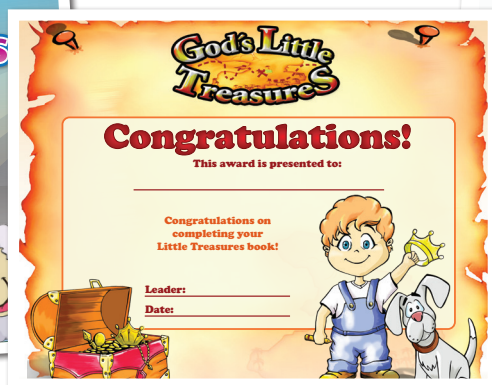 God's Little
Treasures
Congratulations!
This award is presented to:
Congratulations on
completing your
Little Treasures book!
Leader:
Date: